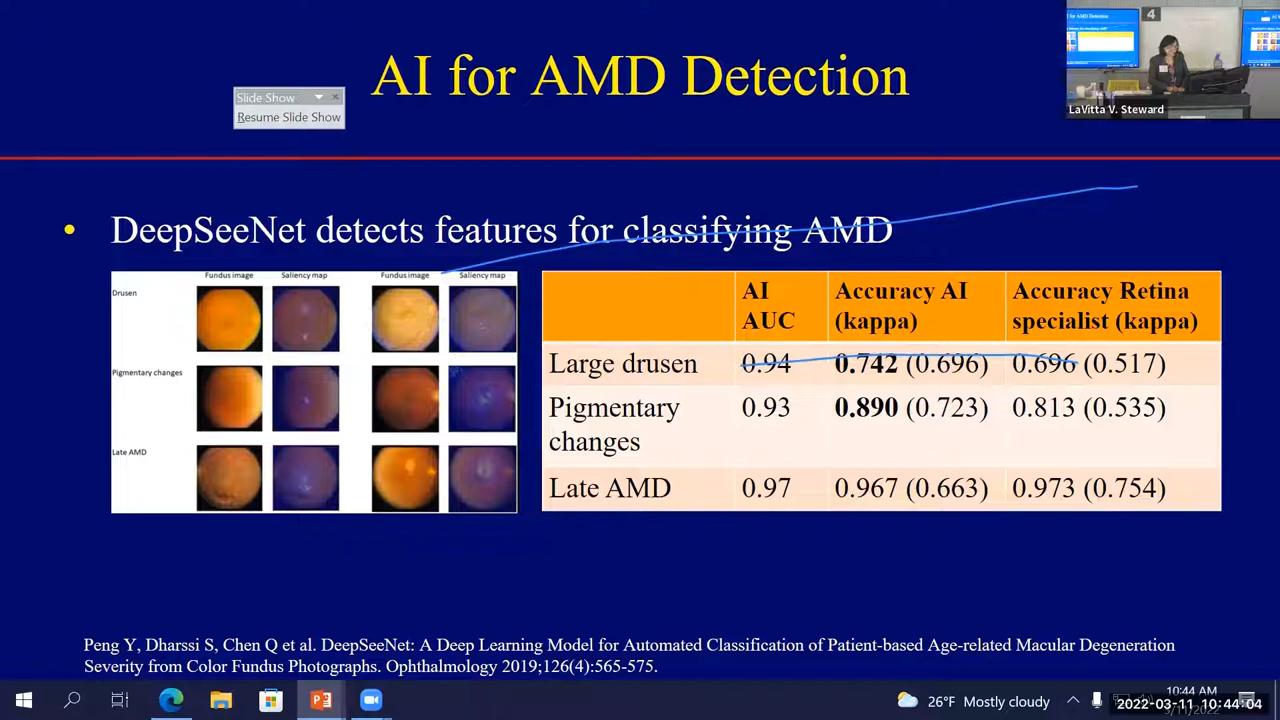 AI for AMD Detection
Slide Show
Resume Slide Show
4
LaVitta V. Steward
• DeepSeeNet detects features for classifying AMD
Fundus image Saliency map Fundus image Saliency map
Drusen
Pigmentary changes
Late AMD
AI AUC Accuracy AI (kappa) Accuracy Retina specialist (kappa)
Large drusen 0.94 0.742 (0.696) 0.696 (0.517)
Pigmentary changes 0.93 0.890 (0.723) 0.813 (0.535)
Late AMD 0.97 0.967 (0.663) 0.973 (0.754)
Peng Y, Dharssi S, Chen Q et al. DeepSeeNet: A Deep Learning Model for Automated Classification of Patient-based Age-related Macular Degeneration
Severity from Color Fundus Photographs. Ophthalmology 2019;126(4):565-575.
26°F Mostly cloudy
10:44 AM
2022-03-11 10:44:04